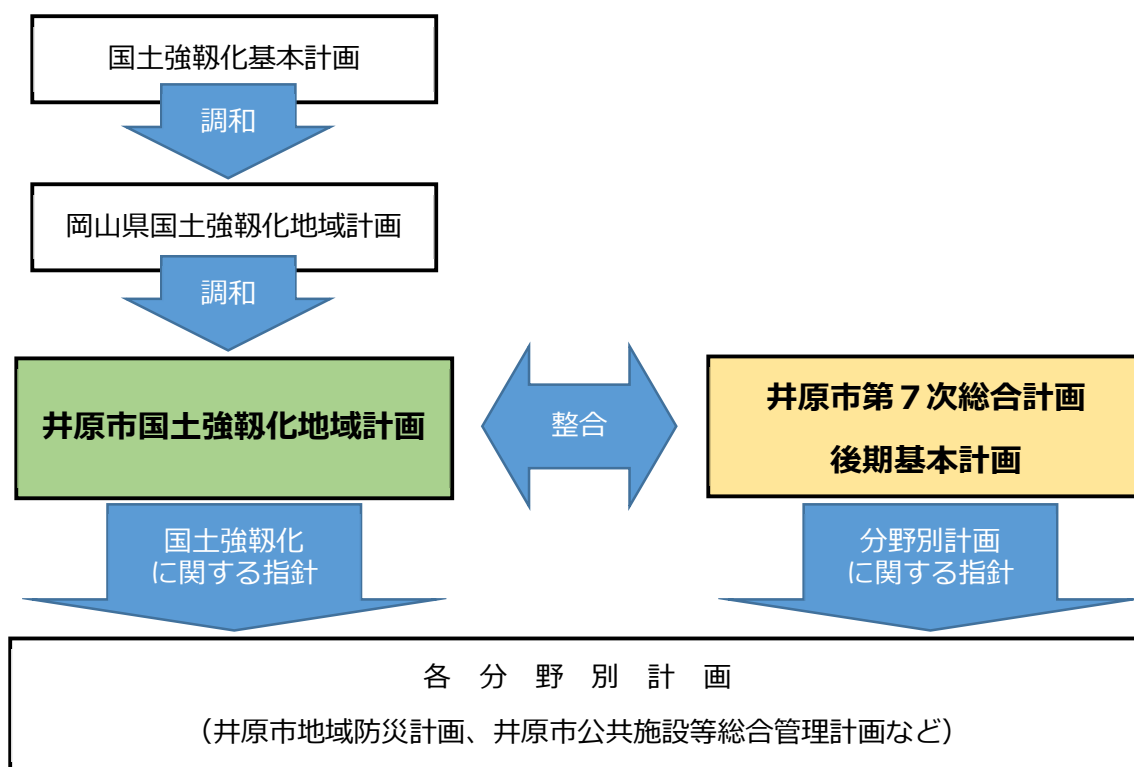 国土強靱化基本計画
調和
岡山県国土強靱化地域計画
調和
井原市国土強靱化地域計画
整合
井原市第７次総合計画
後期基本計画
国土強靱化
に関する指針
分野別計画
に関する指針
各　分　野　別　計　画
（井原市地域防災計画、井原市公共施設等総合管理計画など）